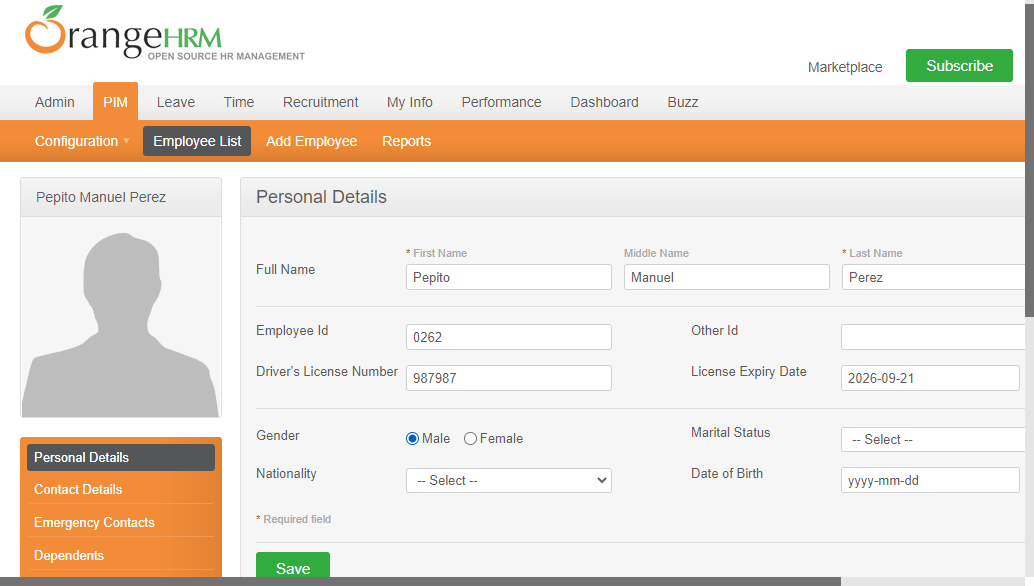 OrangeHRM
OPEN SOURCE HR MANAGEMENT
Marketplace Subscribe
Admin PIM Leave Time Recruitment My Info Performance Dashboard Buzz
Configuration Employee List Add Employee Reports
Pepito Manuel Perez
Personal Details
* First Name Middle Name * Last Name
Full Name Pepito Manuel Perez
Employee Id 0262 Other Id
Driver's License Number 987987 License Expiry Date 2026-09-21
Gender Male Female Marital Status -- Select --
Nationality -- Select -- Date of Birth yyyy-mm-dd
* Required field
Save
Personal Details
Contact Details
Emergency Contacts
Dependents